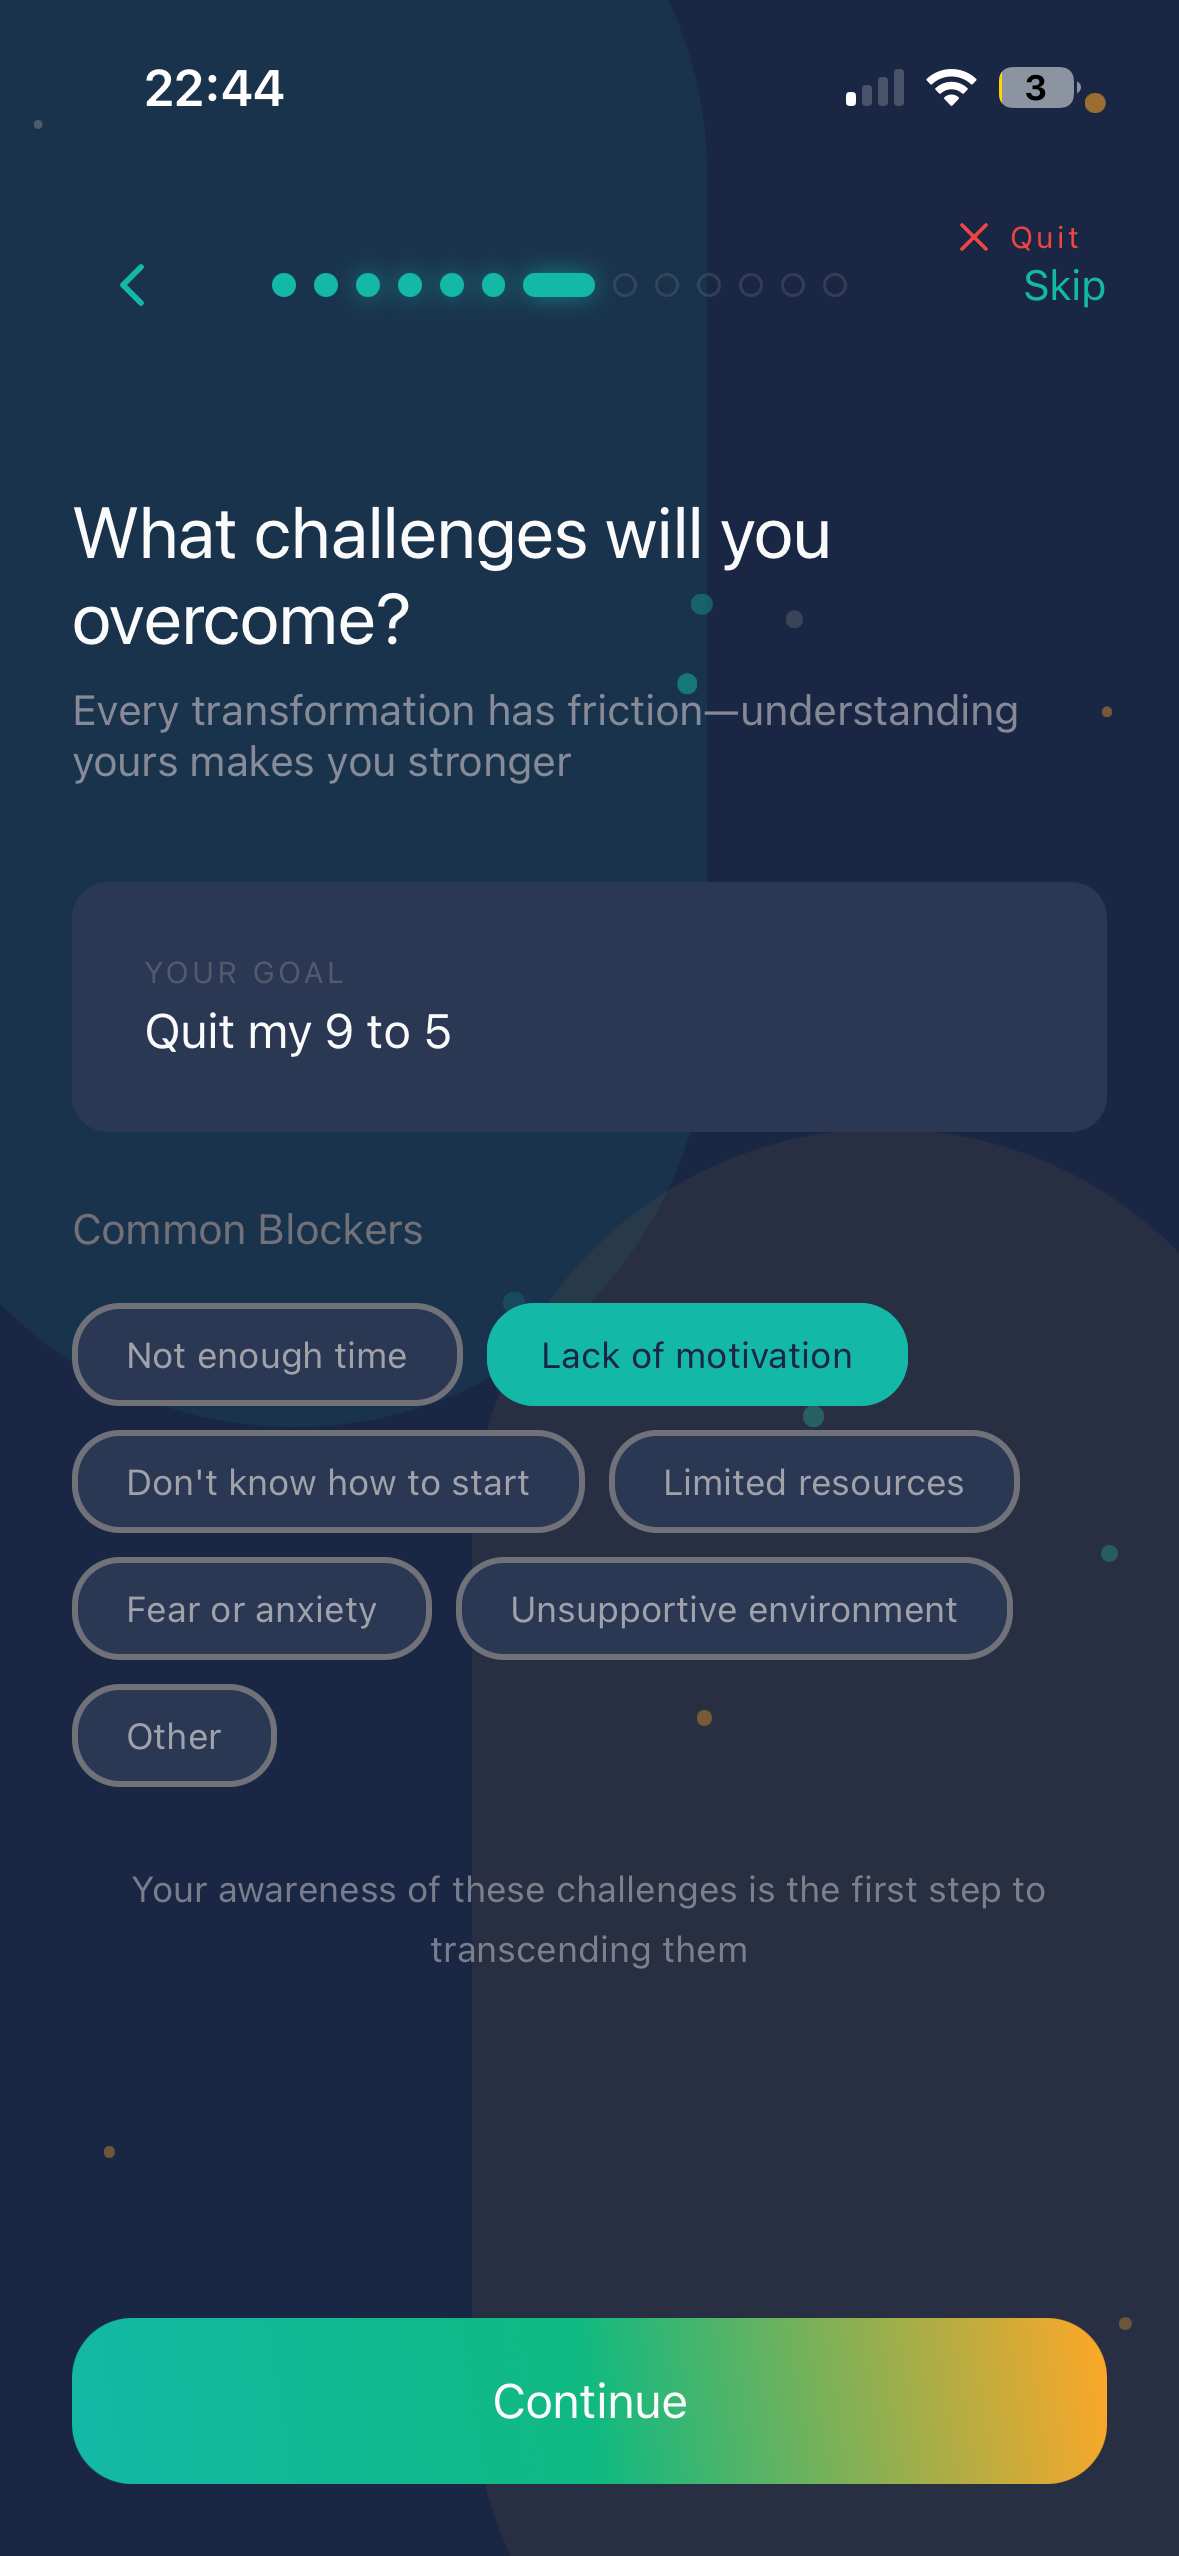 22:44
3
Quit
Skip
What challenges will you
overcome?
Every transformation has friction—understanding
yours makes you stronger
YOUR GOAL
Quit my 9 to 5
Common Blockers
Not enough time
Lack of motivation
Don't know how to start
Limited resources
Fear or anxiety
Unsupportive environment
Other
Your awareness of these challenges is the first step to
transcending them
Continue